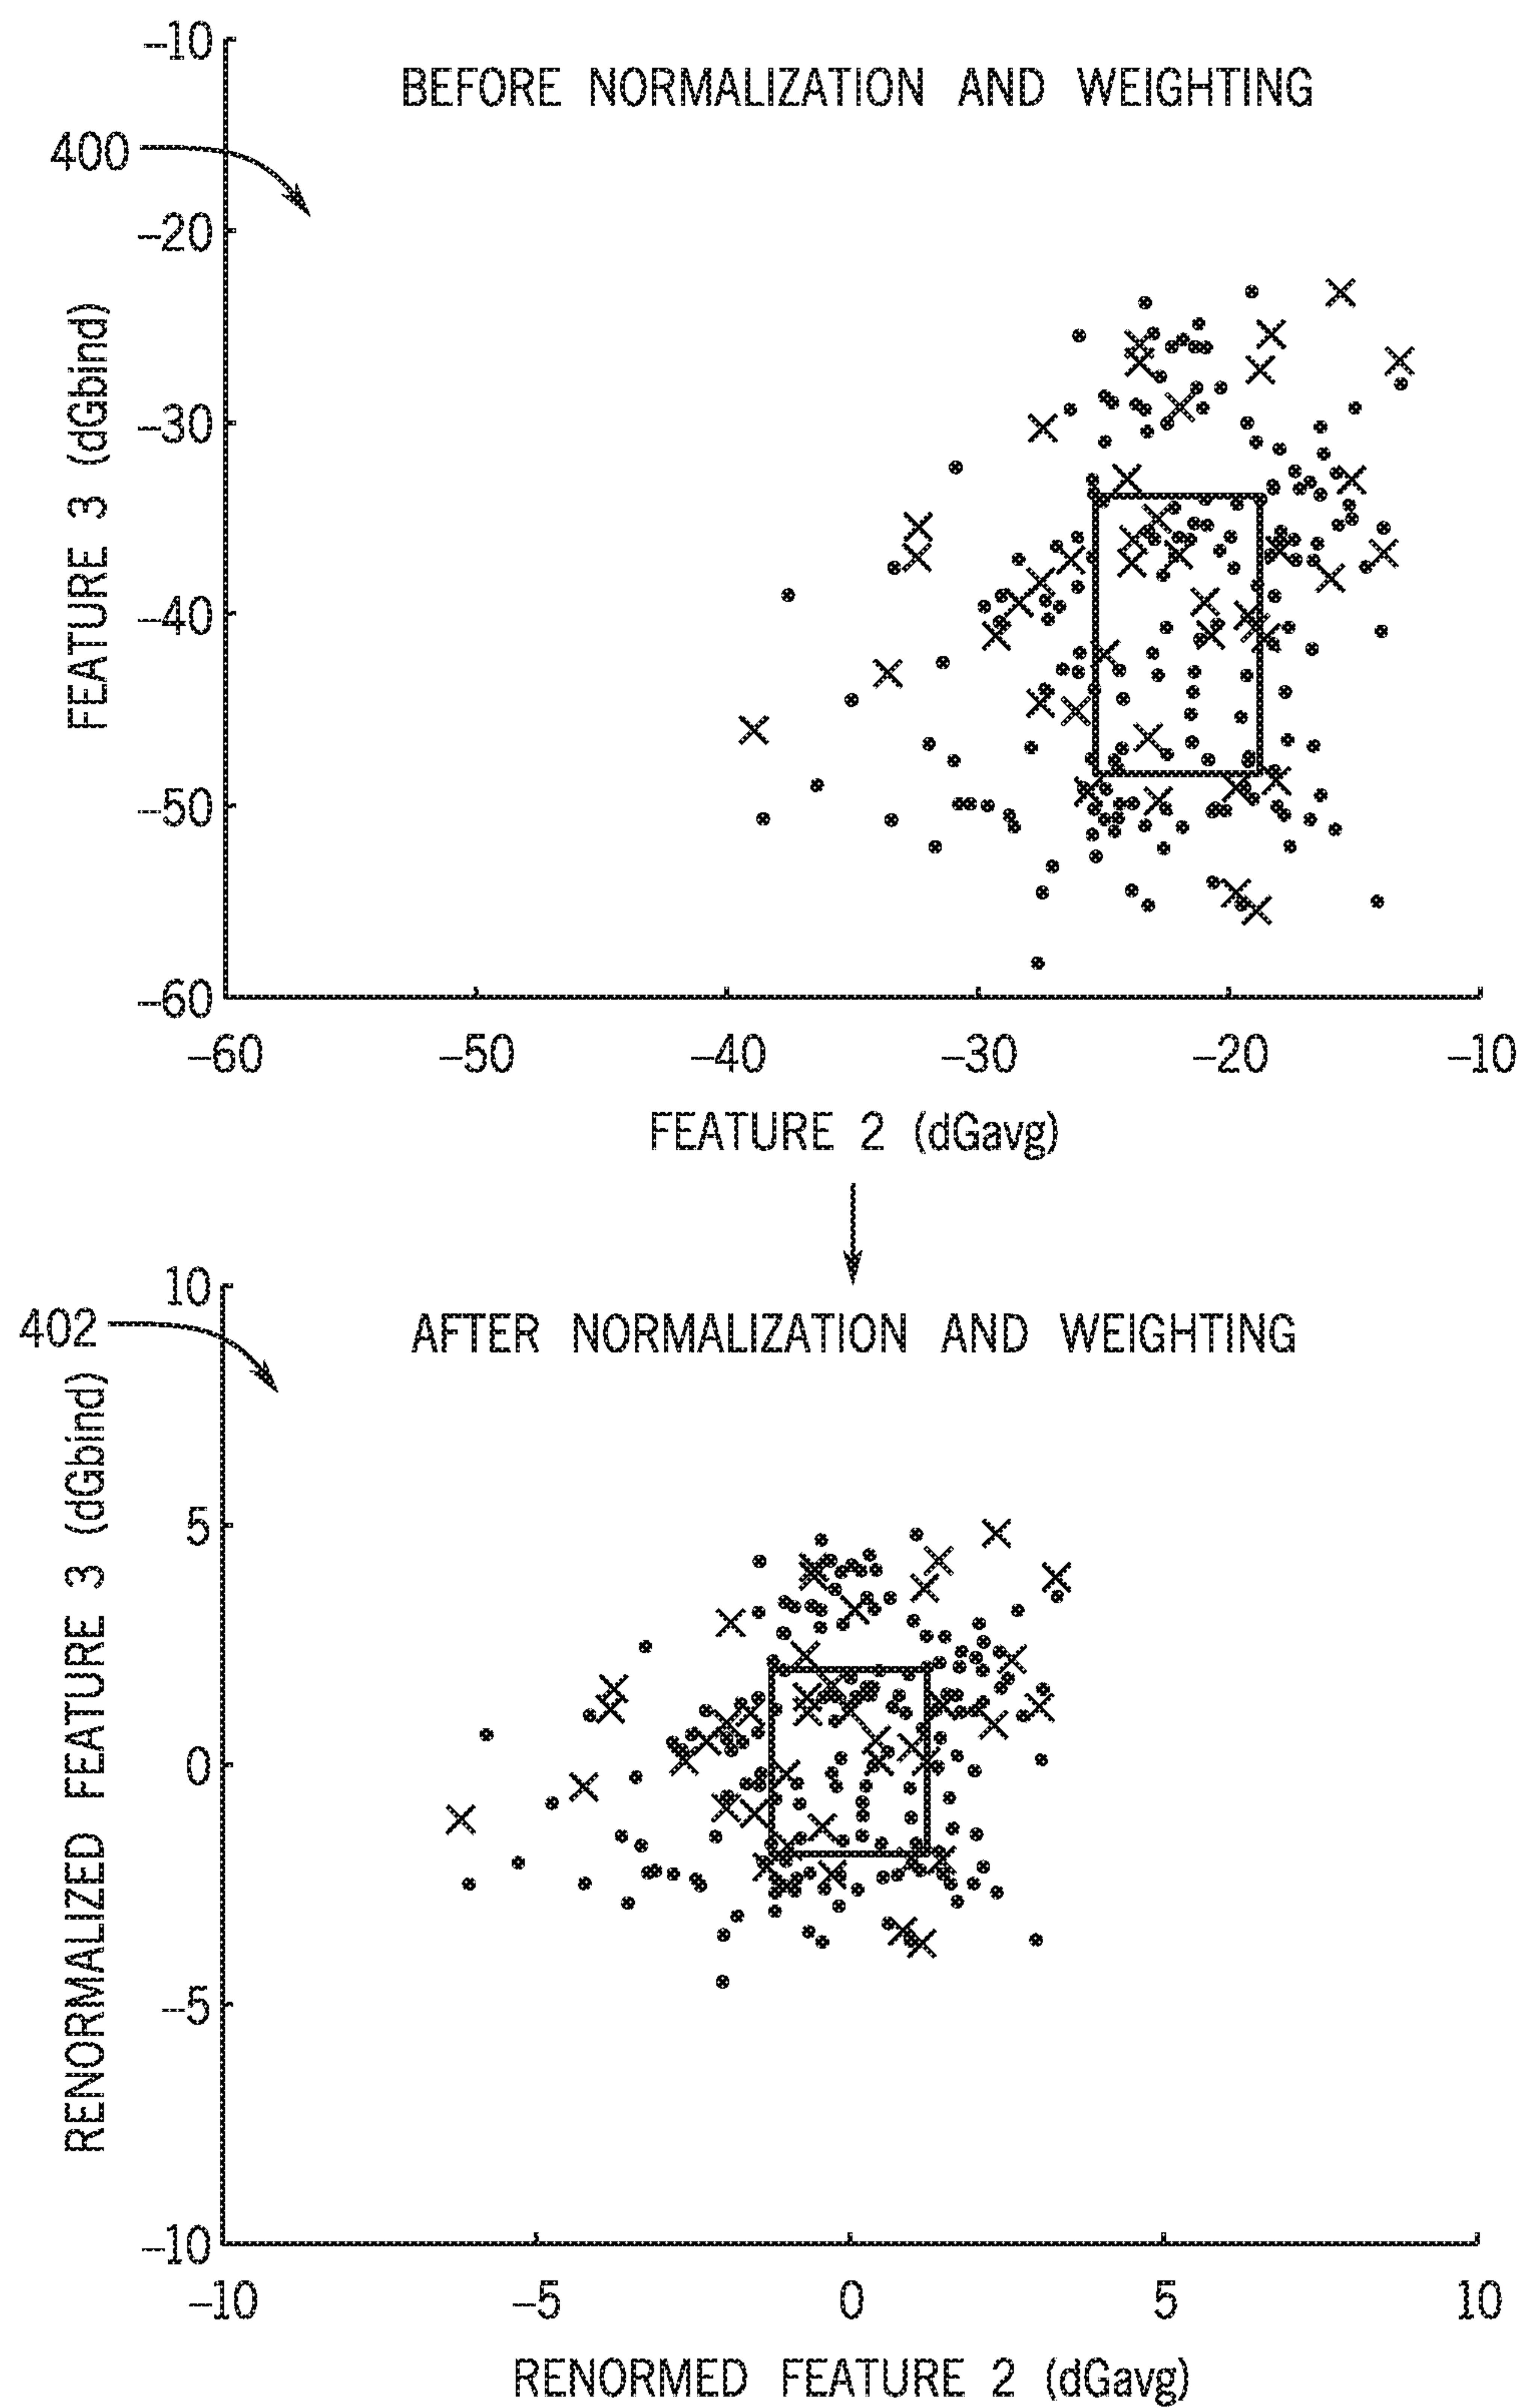 BEFORE NORMALIZATION AND WEIGHTING
400
FEATURE 3 (dGbind)
–10
–20
–30
–40
–50
–60
–60 –50 –40 –30 –20 –10
FEATURE 2 (dGavg)
AFTER NORMALIZATION AND WEIGHTING
402
RENORMALIZED FEATURE 3 (dGbind)
10
5
0
–5
–10
–10 –5 0 5 10
RENORMED FEATURE 2 (dGavg)